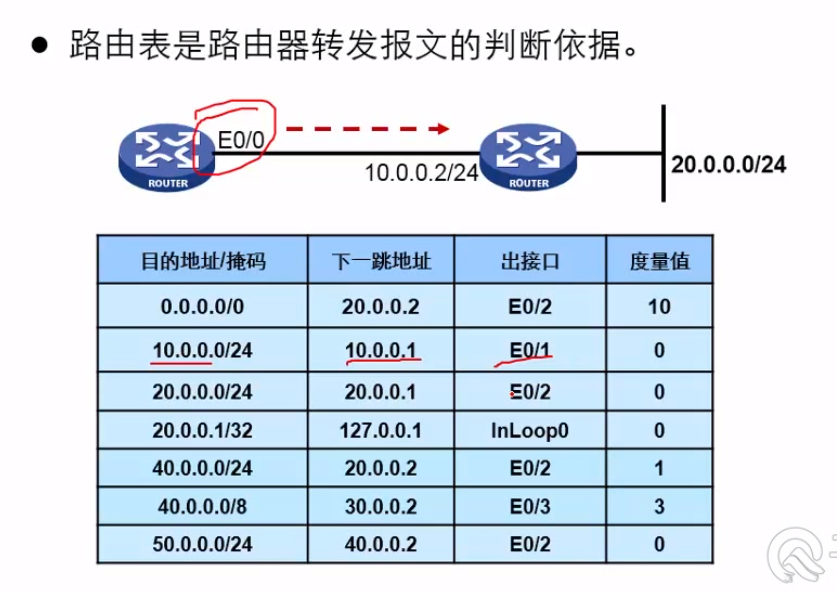 ● 路由表是路由器转发报文的判断依据。
E0/0
10.0.0.2/24
20.0.0.0/24
ROUTER
ROUTER
目的地址/掩码 下一跳地址 出接口 度量值
0.0.0.0/0 20.0.0.2 E0/2 10
10.0.0.0/24 10.0.0.1 E0/1 0
20.0.0.0/24 20.0.0.1 E0/2 0
20.0.0.1/32 127.0.0.1 InLoop0 0
40.0.0.0/24 20.0.0.2 E0/2 1
40.0.0.0/8 30.0.0.2 E0/3 3
50.0.0.0/24 40.0.0.2 E0/2 0